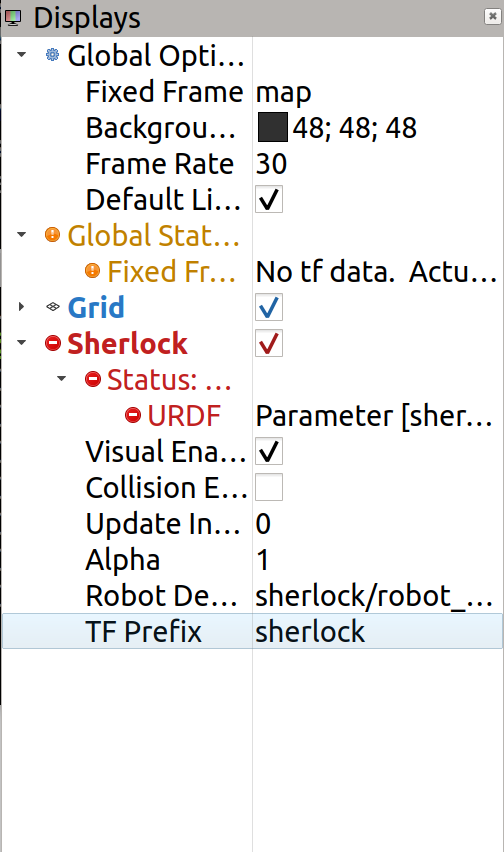 Displays
Global Opti...
Fixed Frame map
Backgrou... 48; 48; 48
Frame Rate 30
Default Li...
Global Stat...
Fixed Fr... No tf data.  Actu...
Grid
Sherlock
Status: ...
URDF Parameter [sher...
Visual Ena...
Collision E...
Update In... 0
Alpha 1
Robot De... sherlock/robot_...
TF Prefix sherlock